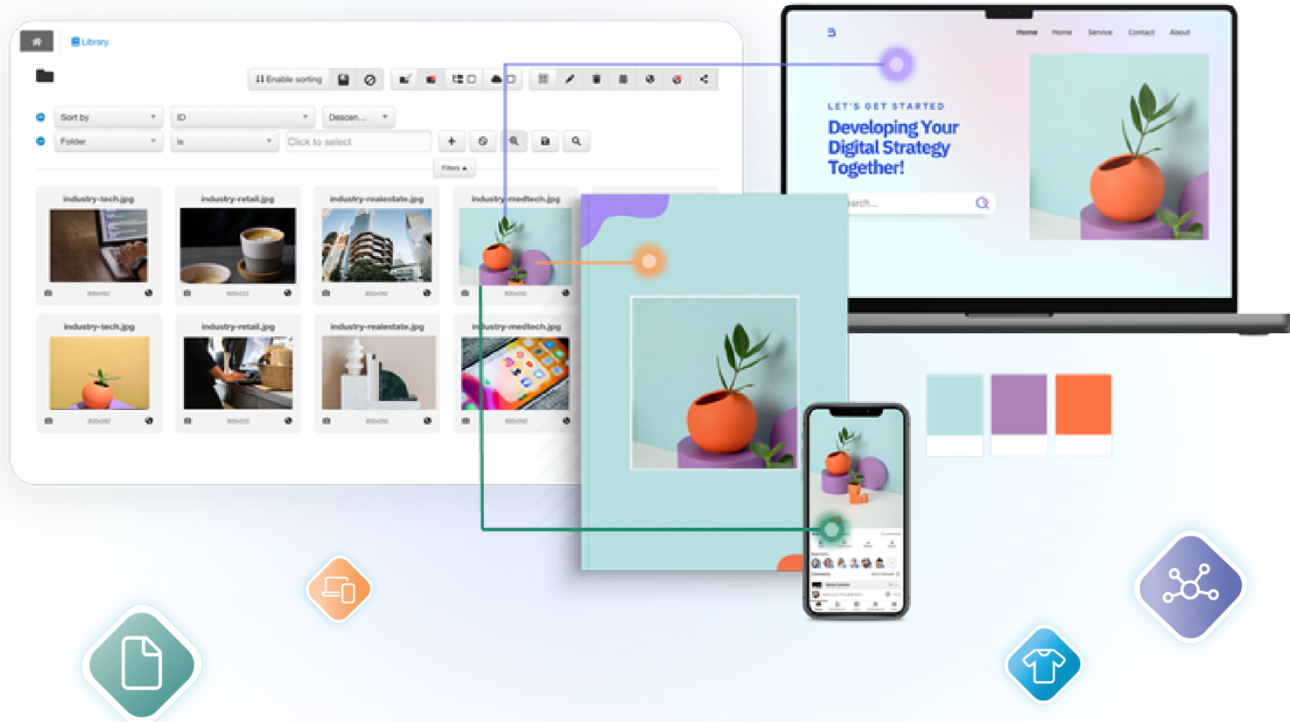 Library
Enable sorting
Sort by
ID
Descen...
Folder
is
Click to select
Filters
industry-tech.jpg
industry-retail.jpg
industry-realestate.jpg
industry-medtech.jpg
industry-tech.jpg
industry-retail.jpg
industry-realestate.jpg
industry-medtech.jpg
Home Home Service Contact About
LET'S GET STARTED
Developing Your
Digital Strategy
Together!
earch...